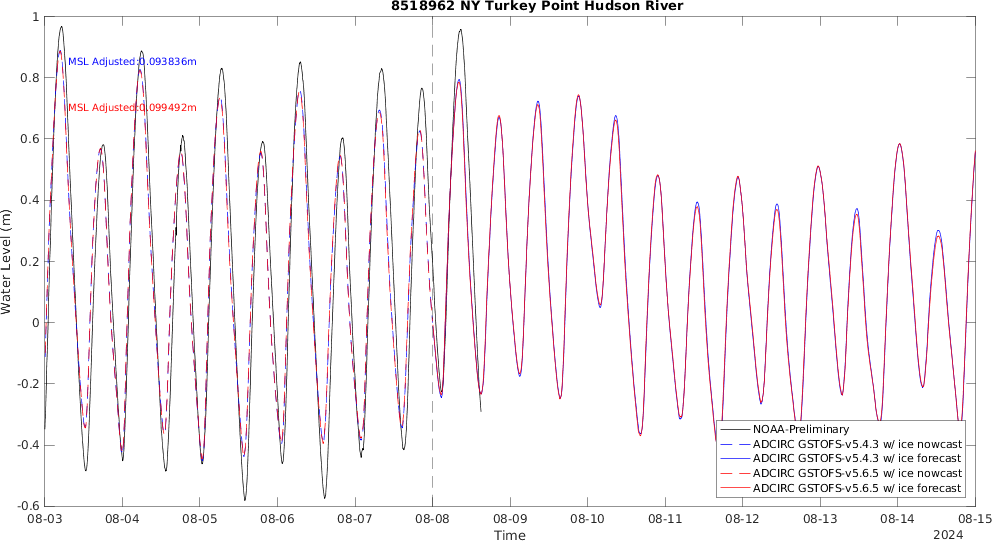 8518962 NY Turkey Point Hudson River
MSL Adjusted:0.093836m
MSL Adjusted:0.099492m
Water Level (m)
1
0.8
0.6
0.4
0.2
0
-0.2
-0.4
-0.6
NOAA-Preliminary
ADCIRC GSTOFS-v5.4.3 w/ ice nowcast
ADCIRC GSTOFS-v5.4.3 w/ ice forecast
ADCIRC GSTOFS-v5.6.5 w/ ice nowcast
ADCIRC GSTOFS-v5.6.5 w/ ice forecast
08-03 08-04 08-05 08-06 08-07 08-08 08-09 08-10 08-11 08-12 08-13 08-14 08-15
Time
2024